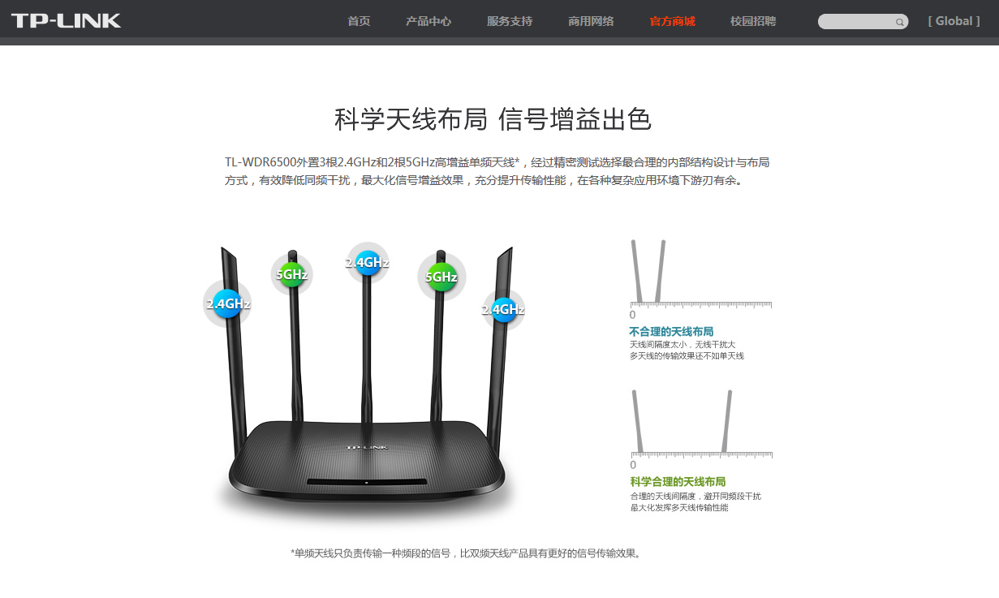 TP-LINK
首页 产品中心 服务支持 商用网络 官方商城 校园招聘 [ Global ]
科学天线布局 信号增益出色
TL-WDR6500外置3根2.4GHz和2根5GHz高增益单频天线*，经过精密测试选择最合理的内部结构设计与布局
方式，有效降低同频干扰，最大化信号增益效果，充分提升传输性能，在各种复杂应用环境下游刃有余。
2.4GHz
5GHz
2.4GHz
5GHz
2.4GHz
TP-LINK
0
不合理的天线布局
天线间隔度太小，无线干扰大
多天线的传输效果还不如单天线
0
科学合理的天线布局
合理的天线间隔度，避开同频段干扰
最大化发挥多天线传输性能
*单频天线只负责传输一种频段的信号，比双频天线产品具有更好的信号传输效果。